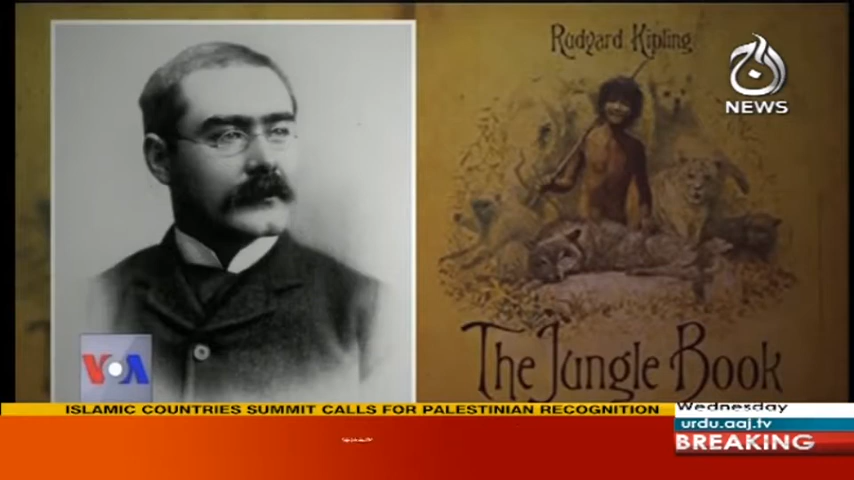 Rudyard Kipling
آج
NEWS
The Jungle Book
VOA
ISLAMIC COUNTRIES SUMMIT CALLS FOR PALESTINIAN RECOGNITION
Wednesday
urdu.aaj.tv
BREAKING